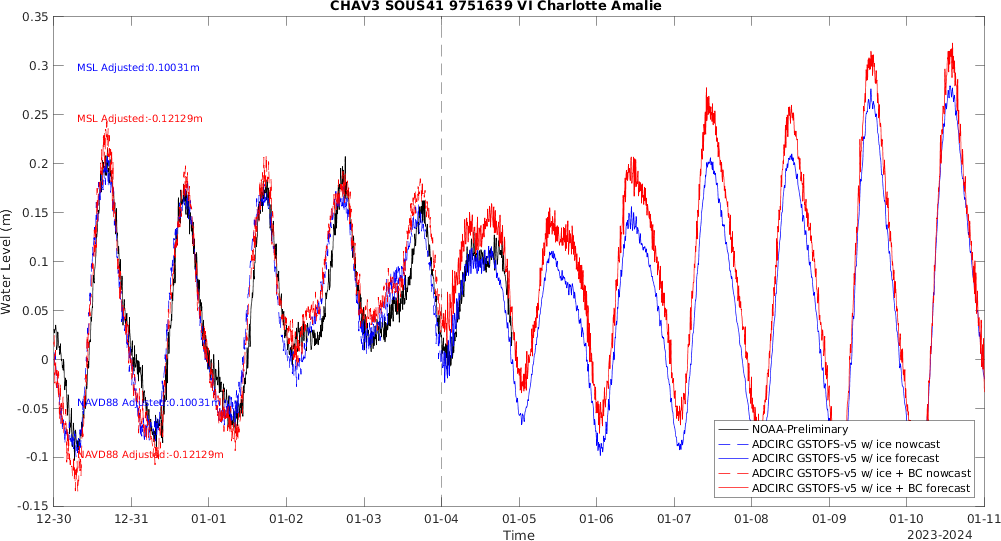 CHAV3 SOUS41 9751639 VI Charlotte Amalie
0.35
0.3
0.25
0.2
0.15
0.1
0.05
0
-0.05
-0.1
-0.15
Water Level (m)
MSL Adjusted:0.10031m
MSL Adjusted:-0.12129m
NAVD88 Adjusted:0.10031m
NAVD88 Adjusted:-0.12129m
NOAA-Preliminary
ADCIRC GSTOFS-v5 w/ ice nowcast
ADCIRC GSTOFS-v5 w/ ice forecast
ADCIRC GSTOFS-v5 w/ ice + BC nowcast
ADCIRC GSTOFS-v5 w/ ice + BC forecast
12-30 12-31 01-01 01-02 01-03 01-04 01-05 01-06 01-07 01-08 01-09 01-10 01-11
Time
2023-2024